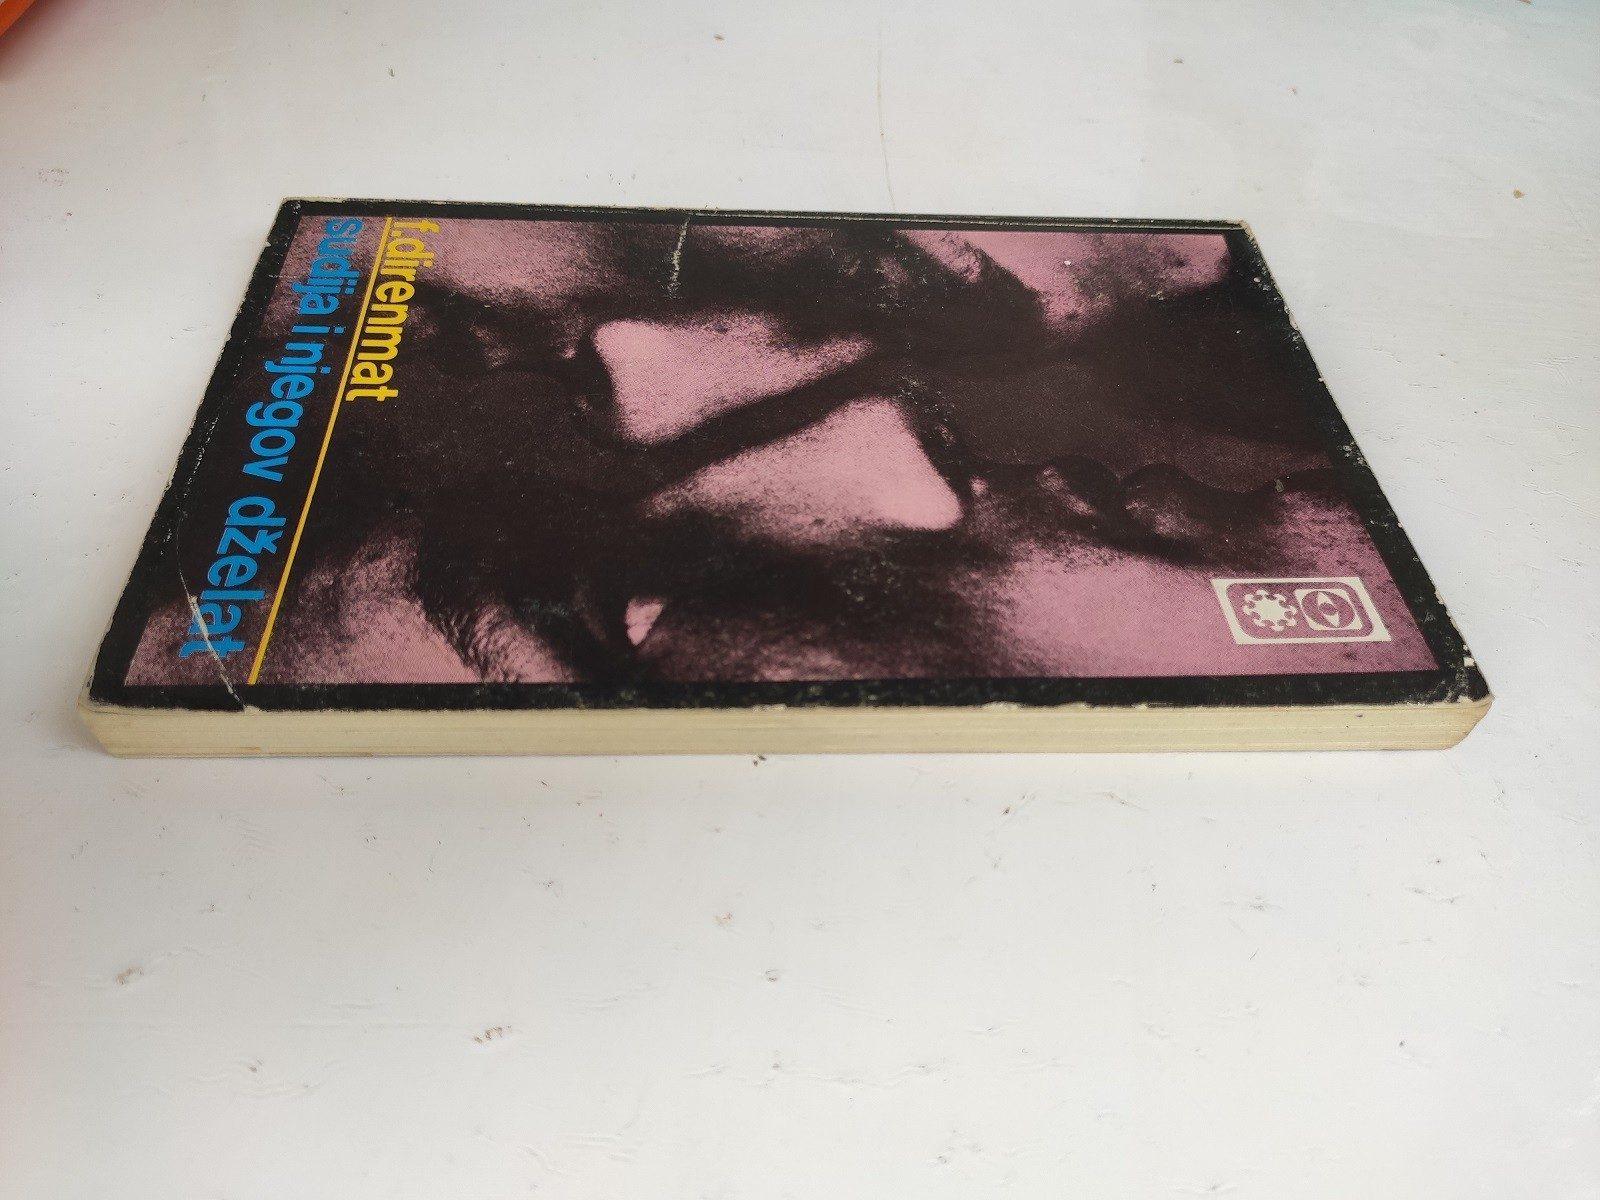 f. direnmat
sudija i njegov dželat